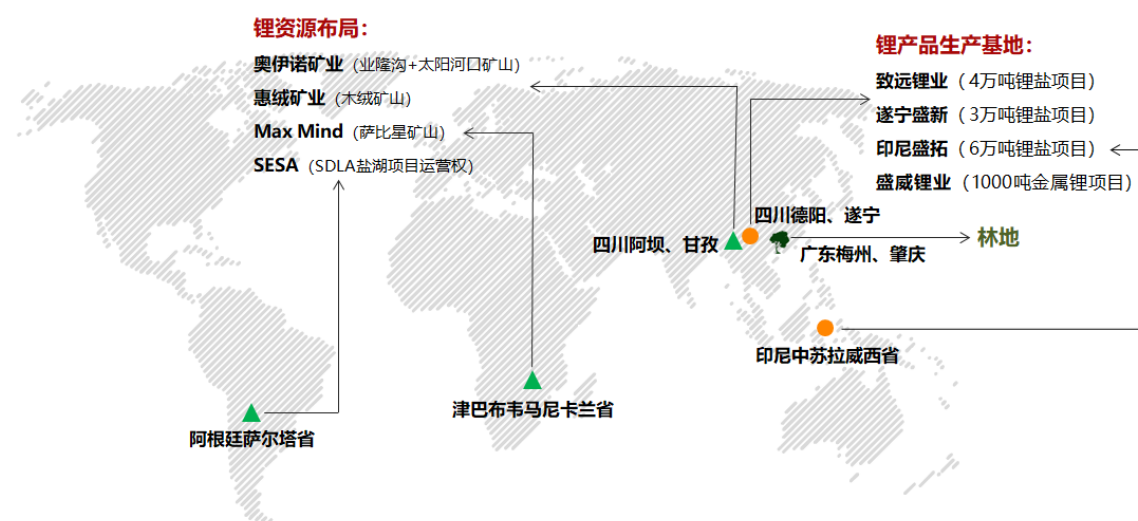 锂资源布局：
奥伊诺矿业（业隆沟+太阳河口矿山）
惠绒矿业（木绒矿山）
Max Mind（萨比星矿山）
SESA（SDLA盐湖项目运营权）
锂产品生产基地：
致远锂业（4万吨锂盐项目）
遂宁盛新（3万吨锂盐项目）
印尼盛拓（6万吨锂盐项目）
盛威锂业（1000吨金属锂项目）
四川德阳、遂宁
四川阿坝、甘孜
林地
广东梅州、肇庆
印尼中苏拉威西省
津巴布韦马尼卡兰省
阿根廷萨尔塔省